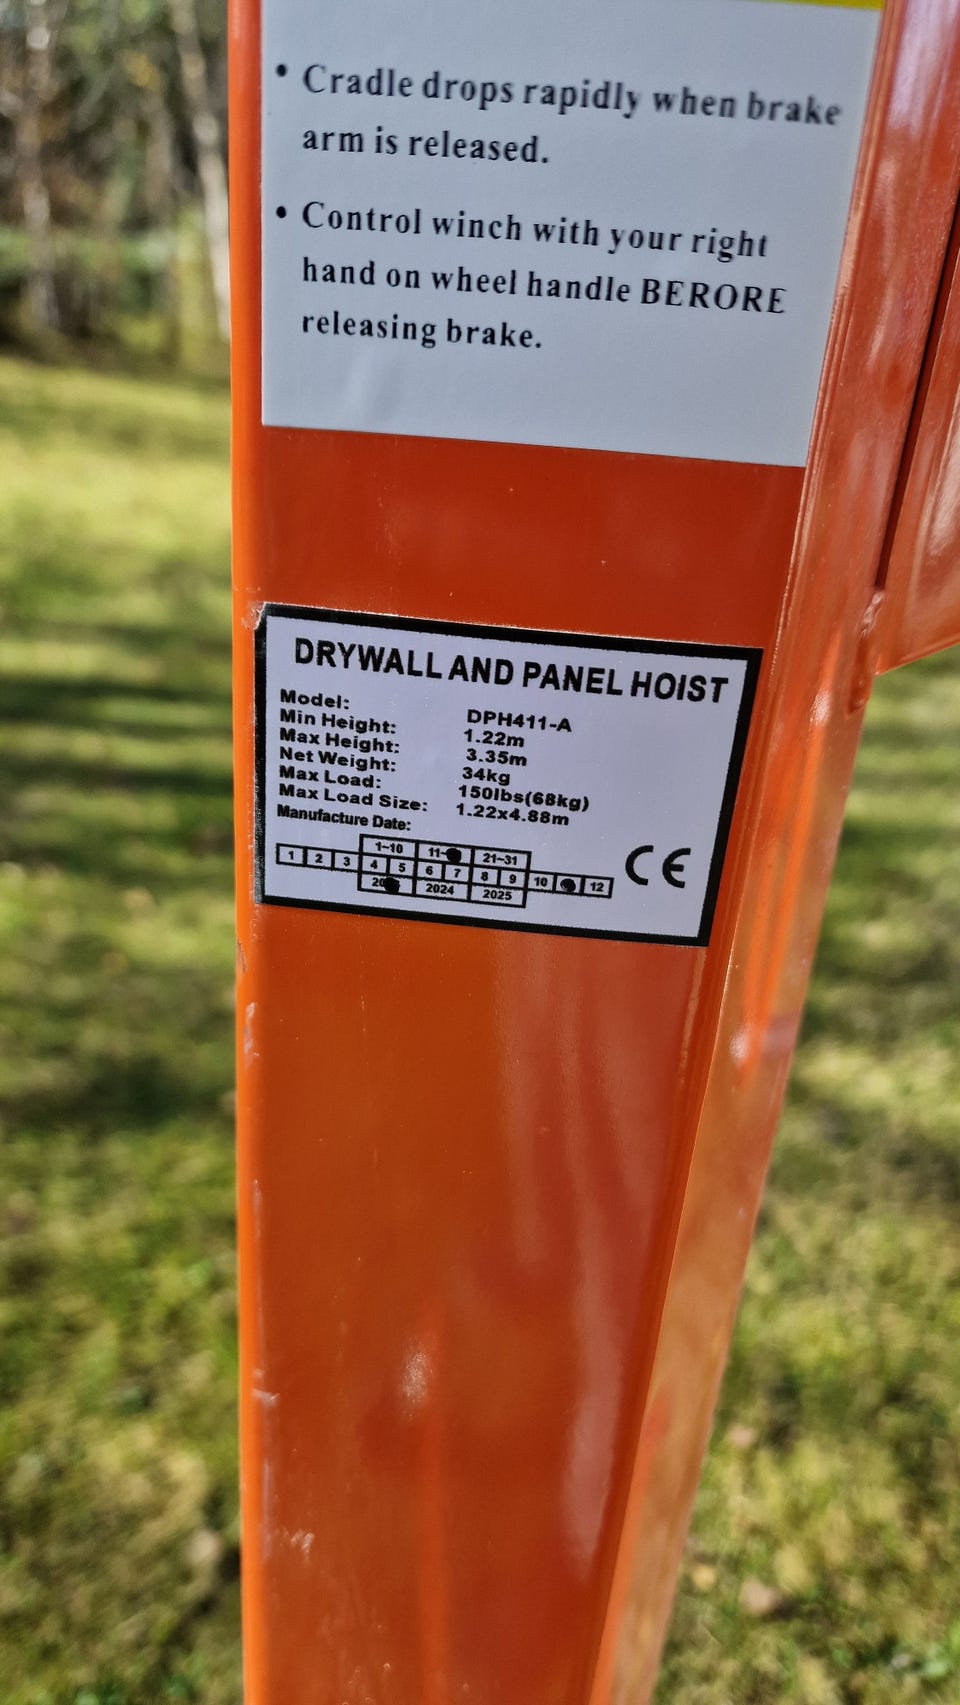 • Cradle drops rapidly when brake
arm is released.
• Control winch with your right
hand on wheel handle BERORE
releasing brake.
DRYWALL AND PANEL HOIST
Model: DPH411-A
Min Height: 1.22m
Max Height: 3.35m
Net Weight: 34kg
Max Load: 150lbs(68kg)
Max Load Size: 1.22x4.88m
Manufacture Date:
1~10 11~ 21~31
1 2 3 4 5 6 7 8 9 10 12
20 2024 2025
CE